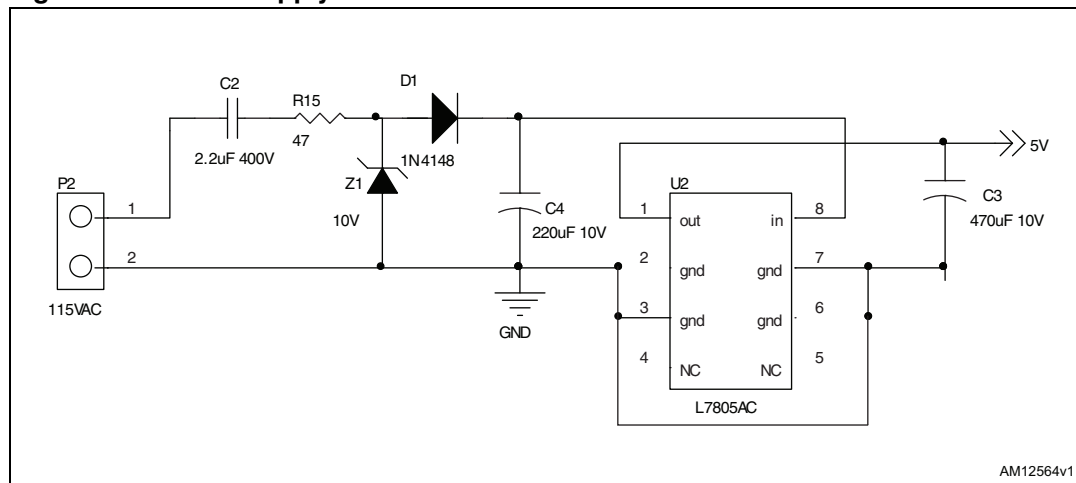 C2
2.2uF 400V
R15
47
D1
1N4148
Z1
10V
P2
1
2
115VAC
C4
220uF 10V
GND
U2
1 out in 8
2 gnd gnd 7
3 gnd gnd 6
4 NC NC 5
L7805AC
5V
C3
470uF 10V
AM12564v1